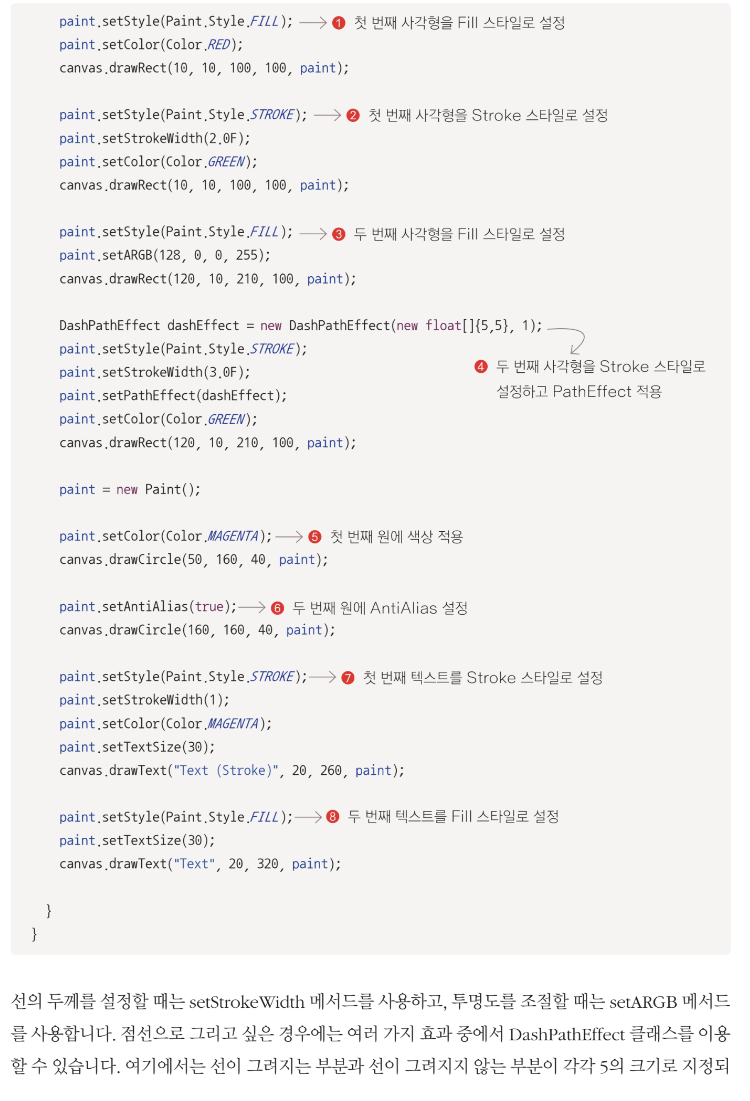 paint.setStyle(Paint.Style.FILL); → ❶ 첫 번째 사각형을 Fill 스타일로 설정
paint.setColor(Color.RED);
canvas.drawRect(10, 10, 100, 100, paint);
paint.setStyle(Paint.Style.STROKE); → ❷ 첫 번째 사각형을 Stroke 스타일로 설정
paint.setStrokeWidth(2.0F);
paint.setColor(Color.GREEN);
canvas.drawRect(10, 10, 100, 100, paint);
paint.setStyle(Paint.Style.FILL); → ❸ 두 번째 사각형을 Fill 스타일로 설정
paint.setARGB(128, 0, 0, 255);
canvas.drawRect(120, 10, 210, 100, paint);
DashPathEffect dashEffect = new DashPathEffect(new float[]{5,5}, 1);
paint.setStyle(Paint.Style.STROKE);
❹ 두 번째 사각형을 Stroke 스타일로
설정하고 PathEffect 적용
paint.setStrokeWidth(3.0F);
paint.setPathEffect(dashEffect);
paint.setColor(Color.GREEN);
canvas.drawRect(120, 10, 210, 100, paint);
paint = new Paint();
paint.setColor(Color.MAGENTA); → ❺ 첫 번째 원에 색상 적용
canvas.drawCircle(50, 160, 40, paint);
paint.setAntiAlias(true); → ❻ 두 번째 원에 AntiAlias 설정
canvas.drawCircle(160, 160, 40, paint);
paint.setStyle(Paint.Style.STROKE); → ❼ 첫 번째 텍스트를 Stroke 스타일로 설정
paint.setStrokeWidth(1);
paint.setColor(Color.MAGENTA);
paint.setTextSize(30);
canvas.drawText("Text (Stroke)", 20, 260, paint);
paint.setStyle(Paint.Style.FILL); → ❽ 두 번째 텍스트를 Fill 스타일로 설정
paint.setTextSize(30);
canvas.drawText("Text", 20, 320, paint);
}
}
선의 두께를 설정할 때는 setStrokeWidth 메서드를 사용하고, 투명도를 조절할 때는 setARGB 메서드
를 사용합니다. 점선으로 그리고 싶은 경우에는 여러 가지 효과 중에서 DashPathEffect 클래스를 이용
할 수 있습니다. 여기에서는 선이 그려지는 부분과 선이 그려지지 않는 부분이 각각 5의 크기로 지정되